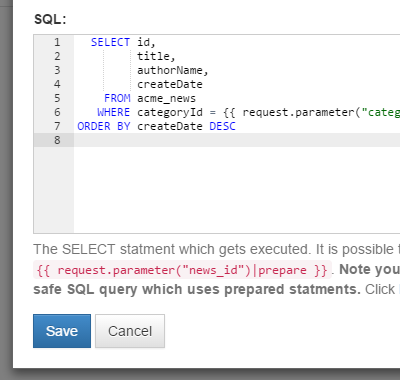 SQL:
1 SELECT id,
2 title,
3 authorName,
4 createDate
5 FROM acme_news
6 WHERE categoryId = {{ request.parameter("categ
7 ORDER BY createDate DESC
8
The SELECT statment which gets executed. It is possible
{{ request.parameter("news_id")|prepare }}. Note you
safe SQL query which uses prepared statments. Click
Save Cancel